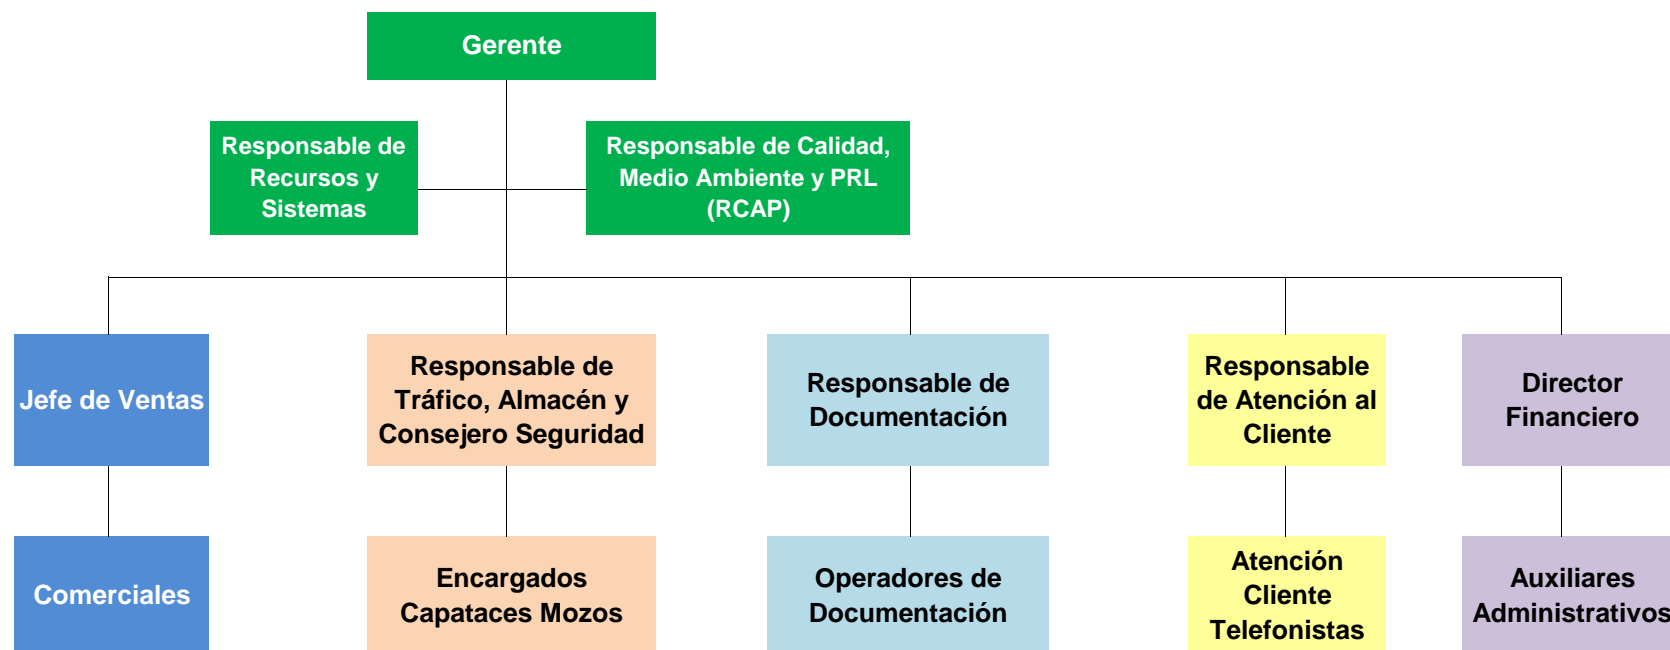 Gerente
Responsable de
Recursos y
Sistemas
Responsable de Calidad,
Medio Ambiente y PRL
(RCAP)
Jefe de Ventas
Responsable de
Tráfico, Almacén y
Consejero Seguridad
Responsable de
Documentación
Responsable
de Atención al
Cliente
Director
Financiero
Comerciales
Encargados
Capataces Mozos
Operadores de
Documentación
Atención
Cliente
Telefonistas
Auxiliares
Administrativos